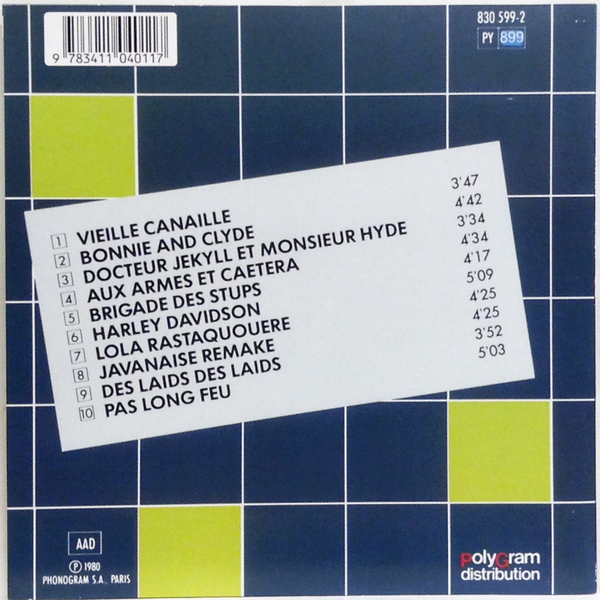 9 783411 040117
830 599-2
PY 899
1 VIEILLE CANAILLE 3'47
2 BONNIE AND CLYDE 4'42
3 DOCTEUR JEKYLL ET MONSIEUR HYDE 3'34
4 AUX ARMES ET CAETERA 4'34
5 BRIGADE DES STUPS 4'17
6 HARLEY DAVIDSON 5'09
7 LOLA RASTAQUOUERE 4'25
8 JAVANAISE REMAKE 4'25
9 DES LAIDS DES LAIDS 3'52
10 PAS LONG FEU 5'03
AAD
Ⓟ 1980
PHONOGRAM S.A., PARIS
PolyGram
distribution